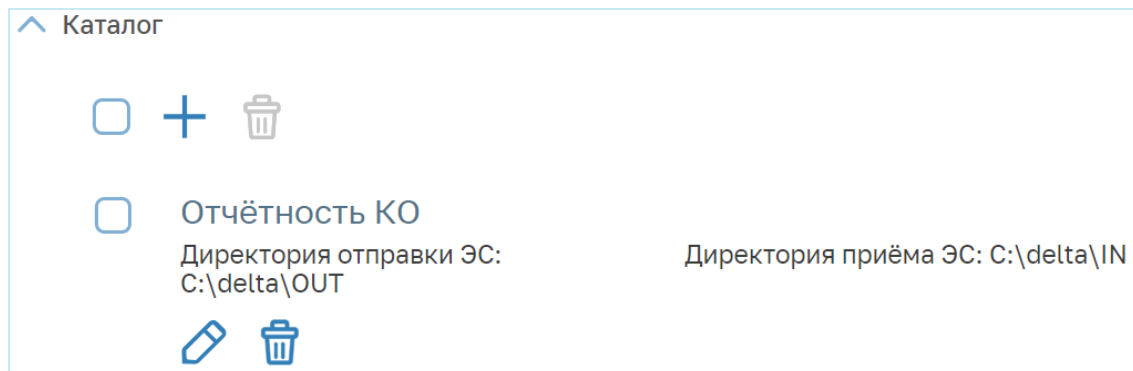 Каталог
Отчётность КО
Директория отправки ЭС:
C:\delta\OUT
Директория приёма ЭС: C:\delta\IN